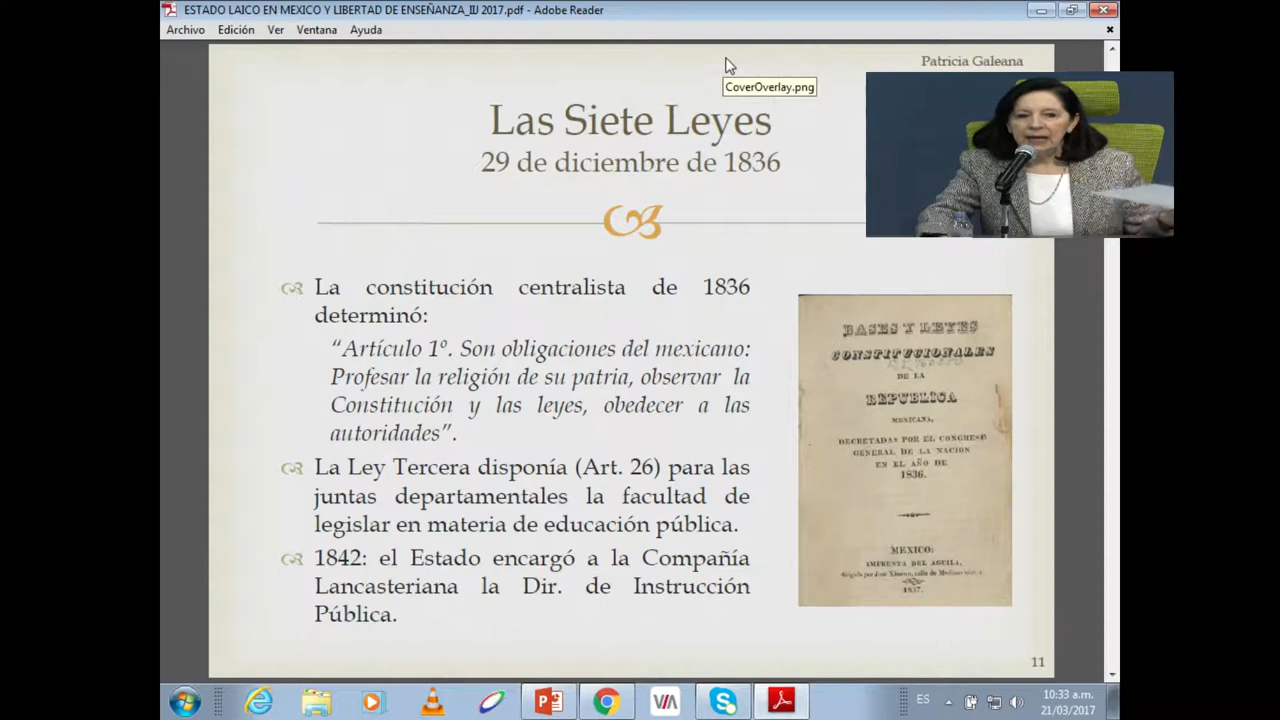 ESTADO LAICO EN MEXICO Y LIBERTAD DE ENSEÑANZA_IIJ 2017.pdf - Adobe Reader
Archivo Edición Ver Ventana Ayuda
Patricia Galeana
CoverOverlay.png
Las Siete Leyes
29 de diciembre de 1836
La constitución centralista de 1836
determinó:
“Artículo 1º. Son obligaciones del mexicano:
Profesar la religión de su patria, observar la
Constitución y las leyes, obedecer a las
autoridades”.
La Ley Tercera disponía (Art. 26) para las
juntas departamentales la facultad de
legislar en materia de educación pública.
1842: el Estado encargó a la Compañía
Lancasteriana la Dir. de Instrucción
Pública.
BASES Y LEYES
CONSTITUCIONALES
DE LA
REPUBLICA
MEXICANA,
DECRETADAS POR EL CONGRESO
GENERAL DE LA NACION
EN EL AÑO DE
1836.
MEXICO:
IMPRENTA DEL AGUILA,
1837.
11
VIA
ES
10:33 a.m.
21/03/2017